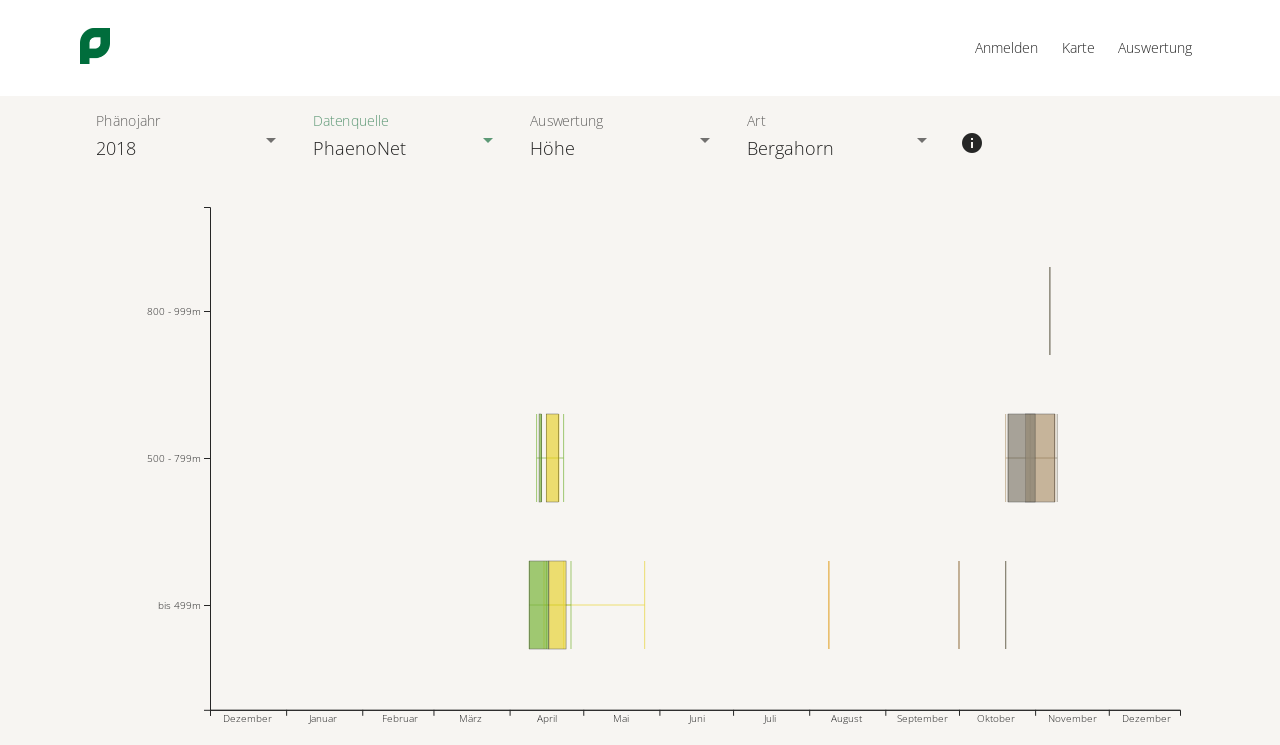 Anmelden Karte Auswertung
Phänojahr Datenquelle Auswertung Art
2018 PhaenoNet Höhe Bergahorn
800 - 999m
500 - 799m
bis 499m
Dezember Januar Februar März April Mai Juni Juli August September Oktober November Dezember